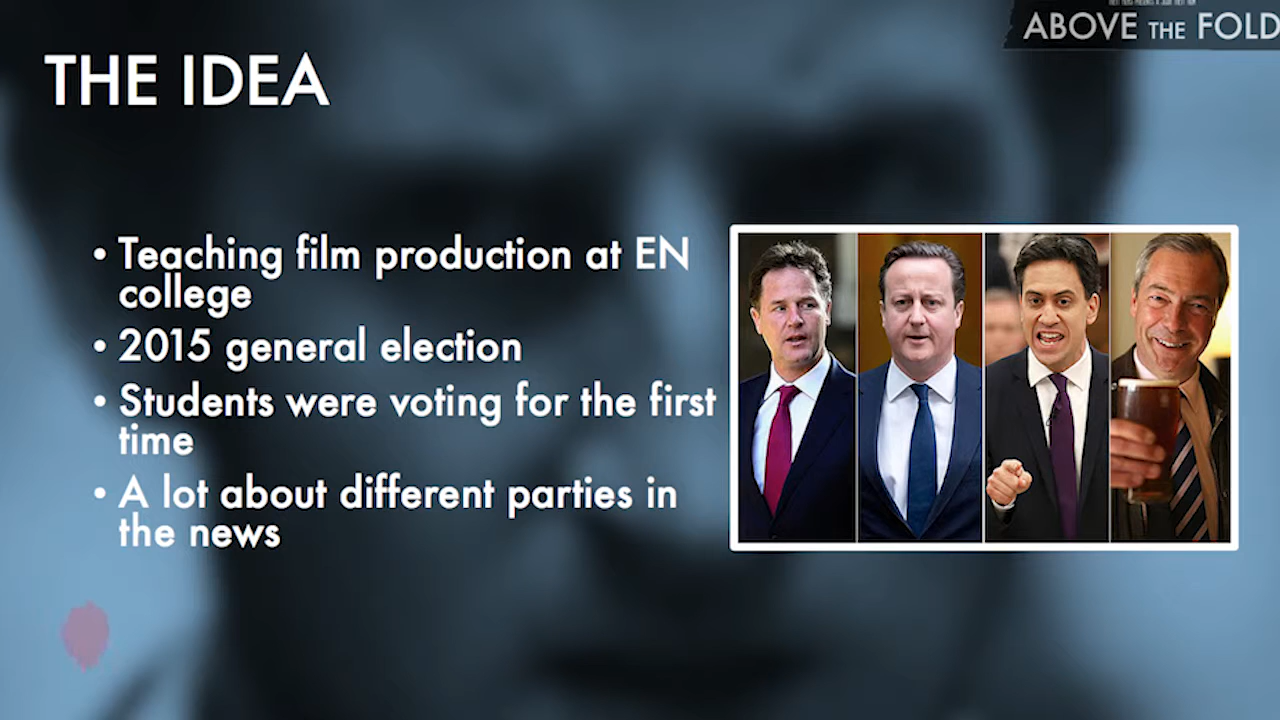 ABOVE THE FOLD
THE IDEA
• Teaching film production at EN
college
• 2015 general election
• Students were voting for the first
time
• A lot about different parties in
the news